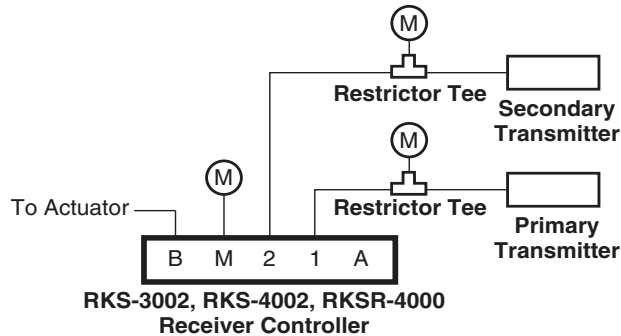 M
Restrictor Tee
Secondary
Transmitter
M
M
Restrictor Tee
Primary
Transmitter
To Actuator
B M 2 1 A
RKS-3002, RKS-4002, RKSR-4000
Receiver Controller